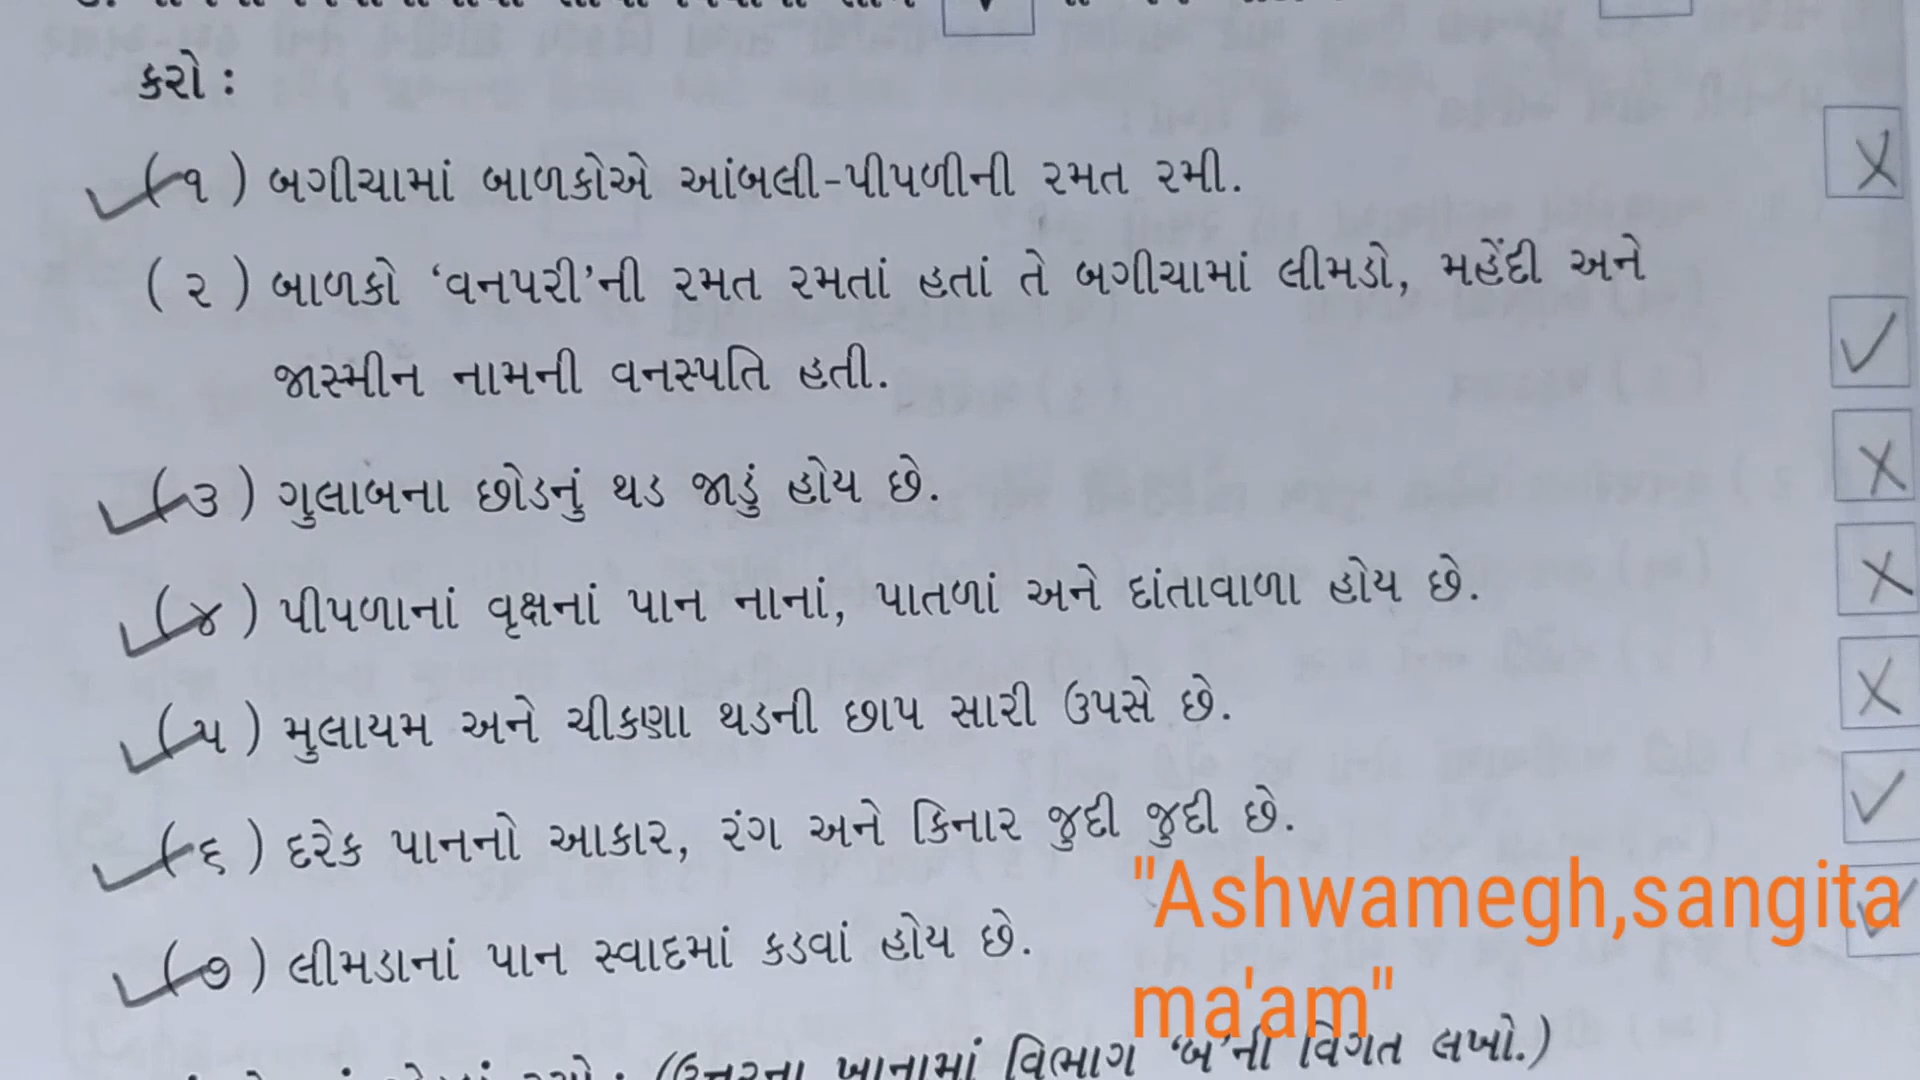 કરો :
(૧) બગીચામાં બાળકોએ આંબલી-પીપળીની રમત રમી.
(૨) બાળકો ‘વનપરી’ની રમત રમતાં હતાં તે બગીચામાં લીમડો, મહેંદી અને
જાસ્મીન નામની વનસ્પતિ હતી.
(૩) ગુલાબના છોડનું થડ જાડું હોય છે.
(૪) પીપળાનાં વૃક્ષનાં પાન નાનાં, પાતળાં અને દાંતાવાળા હોય છે.
(૫) મુલાયમ અને ચીકણા થડની છાપ સારી ઉપસે છે.
(૬) દરેક પાનનો આકાર, રંગ અને કિનાર જુદી જુદી છે.
(૭) લીમડાનાં પાન સ્વાદમાં કડવાં હોય છે.
"Ashwamegh,sangita
ma'am"
(ઉત્તરના ખાનામાં વિભાગ ‘બ’ની વિગત લખો.)